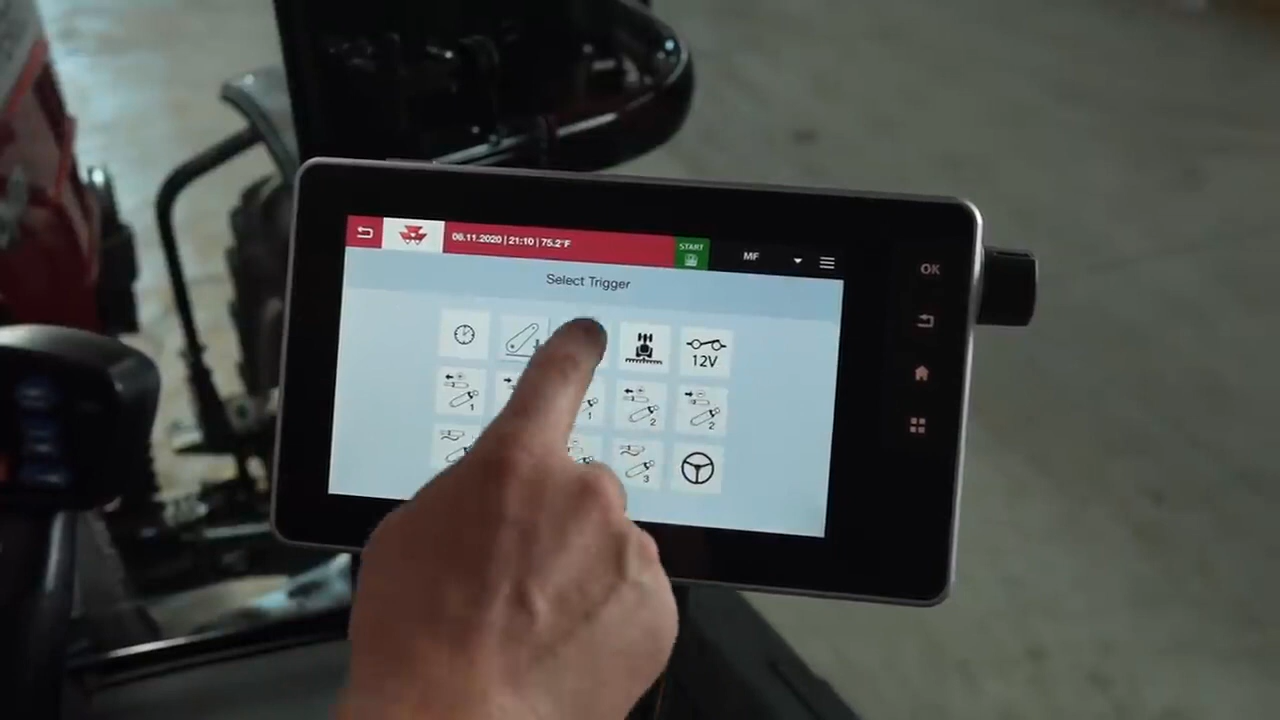 06.11.2020 | 21:10 | 75.2°F
START
MF
OK
Select Trigger
12V
1
1
2
2
3